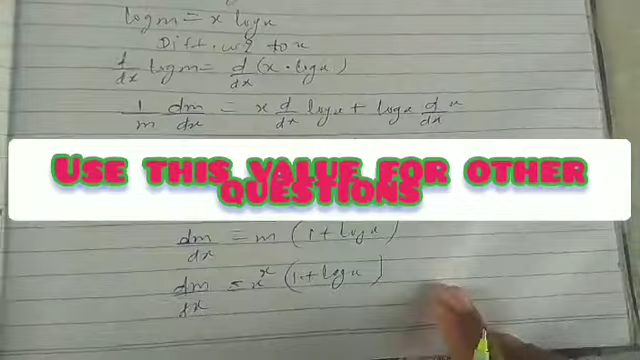 log m = x log x
Diff. w.r to x
d/dx log m = d/dx (x · log x)
1/m dm/dx = x d/dx log x + log x d/dx x
USE THIS VALUE FOR OTHER
QUESTIONS
dm/dx = m (1 + log x)
dm/dx = x^x (1 + log x)